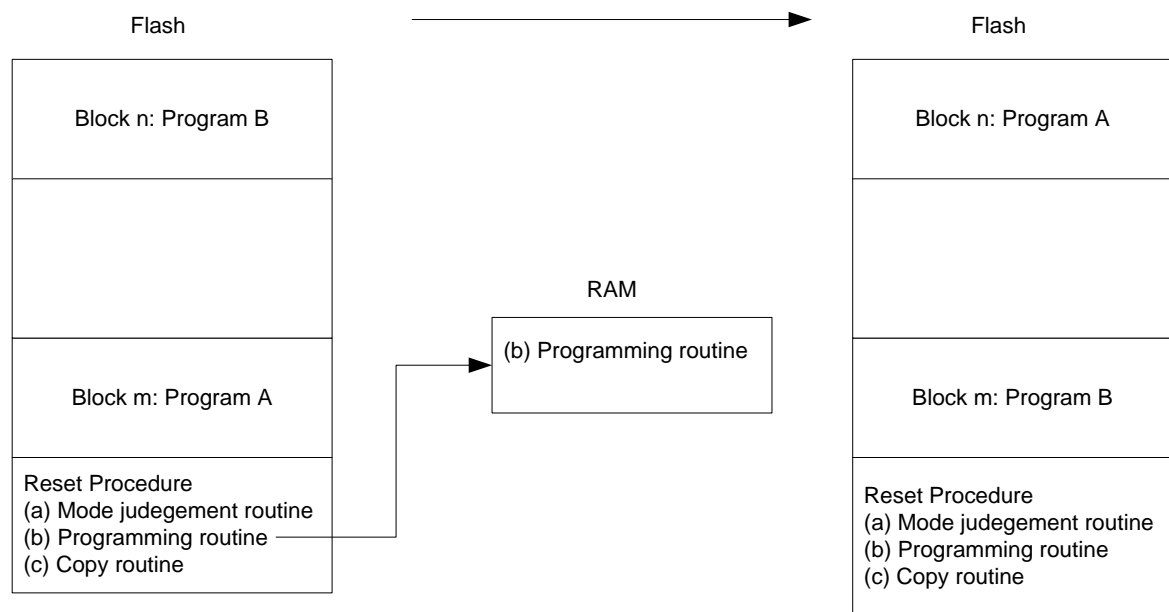 Flash
Block n: Program B
Block m: Program A
Reset Procedure
(a) Mode judegement routine
(b) Programming routine
(c) Copy routine
RAM
(b) Programming routine
Flash
Block n: Program A
Block m: Program B
Reset Procedure
(a) Mode judegement routine
(b) Programming routine
(c) Copy routine